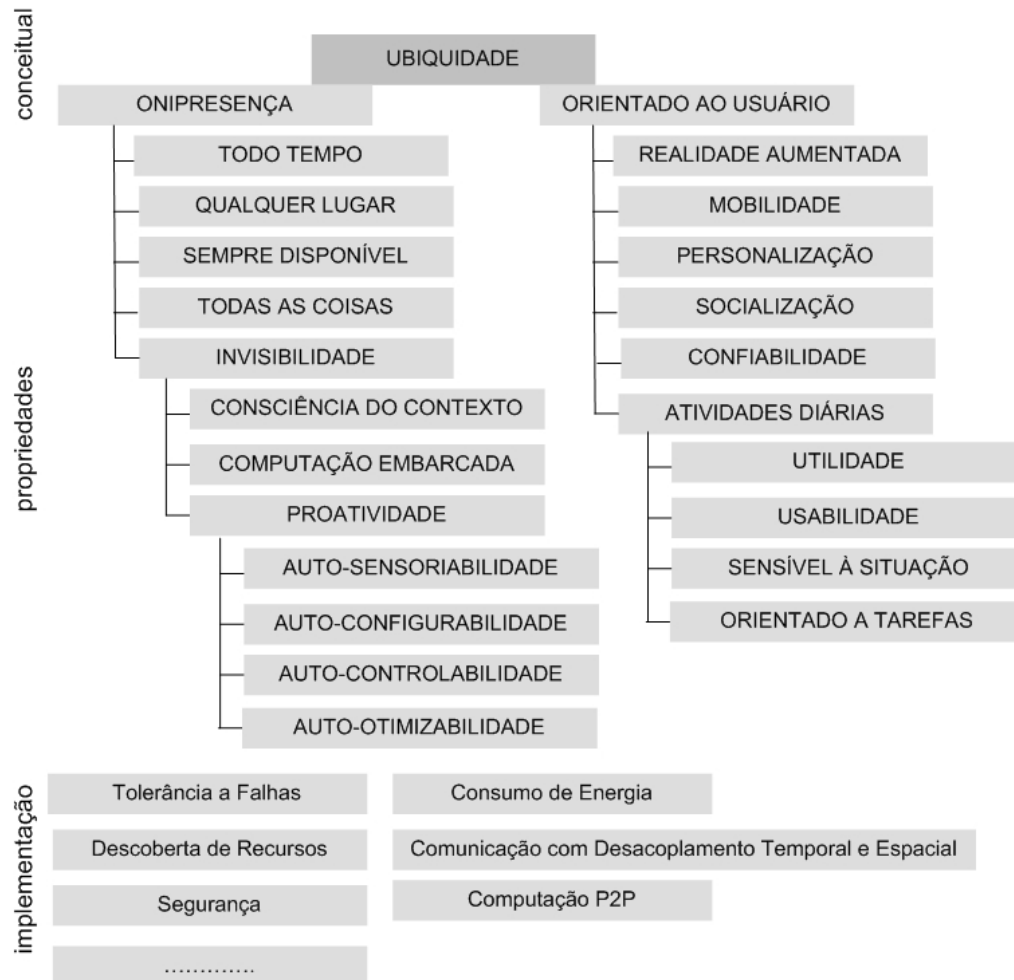 conceitual
UBIQUIDADE
ONIPRESENÇA
TODO TEMPO
QUALQUER LUGAR
SEMPRE DISPONÍVEL
TODAS AS COISAS
INVISIBILIDADE
CONSCIÊNCIA DO CONTEXTO
COMPUTAÇÃO EMBARCADA
PROATIVIDADE
AUTO-SENSORIABILIDADE
AUTO-CONFIGURABILIDADE
AUTO-CONTROLABILIDADE
AUTO-OTIMIZABILIDADE
ORIENTADO AO USUÁRIO
REALIDADE AUMENTADA
MOBILIDADE
PERSONALIZAÇÃO
SOCIALIZAÇÃO
CONFIABILIDADE
ATIVIDADES DIÁRIAS
UTILIDADE
USABILIDADE
SENSÍVEL À SITUAÇÃO
ORIENTADO A TAREFAS
propriedades
implementação
Tolerância a Falhas
Descoberta de Recursos
Segurança
.............
Consumo de Energia
Comunicação com Desacoplamento Temporal e Espacial
Computação P2P